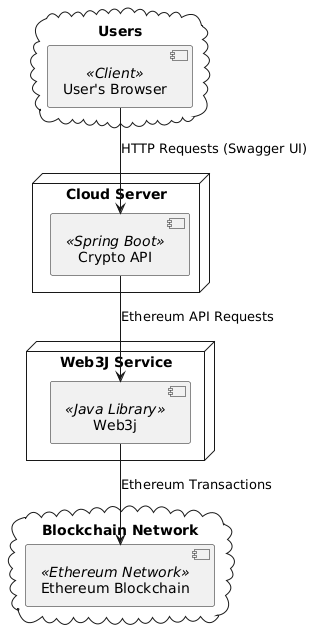 Users
«Client»
User's Browser
HTTP Requests (Swagger UI)
Cloud Server
«Spring Boot»
Crypto API
Ethereum API Requests
Web3J Service
«Java Library»
Web3j
Ethereum Transactions
Blockchain Network
«Ethereum Network»
Ethereum Blockchain